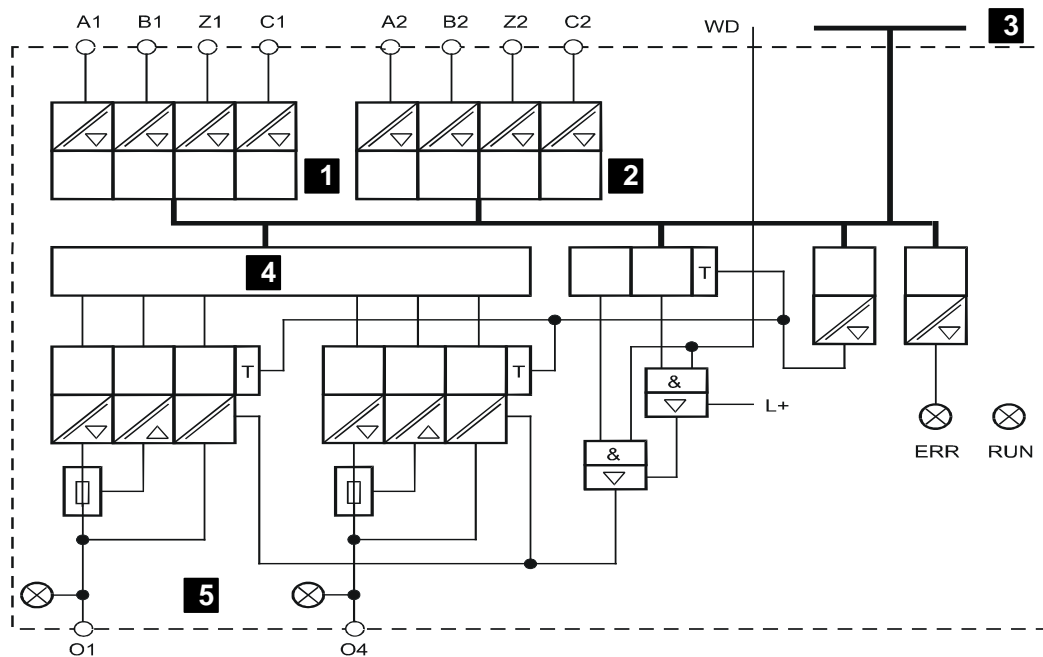 A1 B1 Z1 C1 A2 B2 Z2 C2 WD 3
1 2
4 T
T T
& L+
&
ERR RUN
5
O1 O4